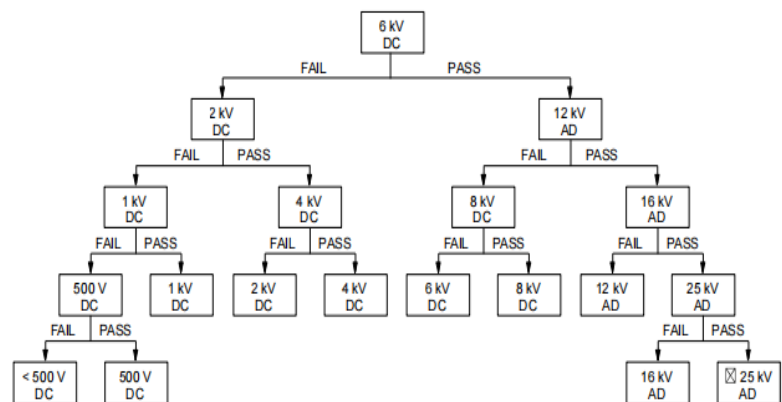 6 kV
DC
FAIL PASS
2 kV
DC
12 kV
AD
FAIL PASS
FAIL PASS
1 kV
DC
4 kV
DC
8 kV
DC
16 kV
AD
FAIL PASS
FAIL PASS
FAIL PASS
FAIL PASS
500 V
DC
1 kV
DC
2 kV
DC
4 kV
DC
6 kV
DC
8 kV
DC
12 kV
AD
25 kV
AD
FAIL PASS
FAIL PASS
< 500 V
DC
500 V
DC
16 kV
AD
25 kV
AD